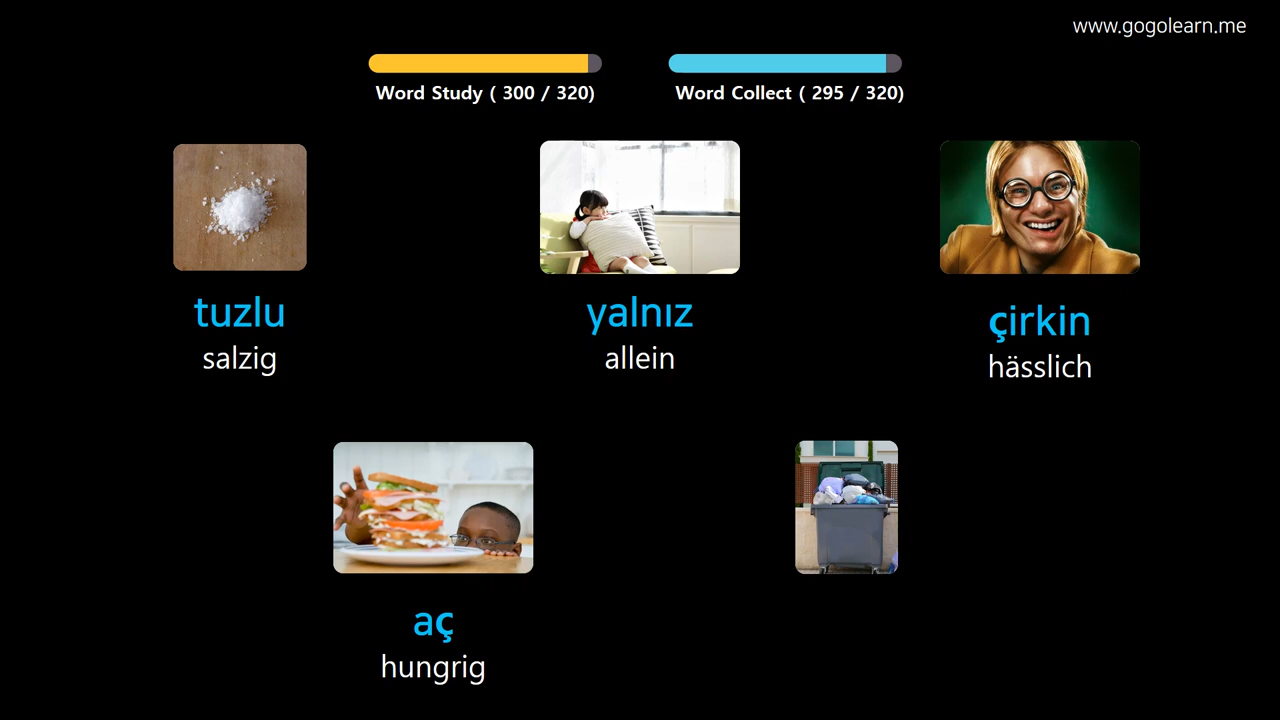 www.gogolearn.me
Word Study ( 300 / 320)
Word Collect ( 295 / 320)
tuzlu
salzig
yalnız
allein
çirkin
hässlich
aç
hungrig